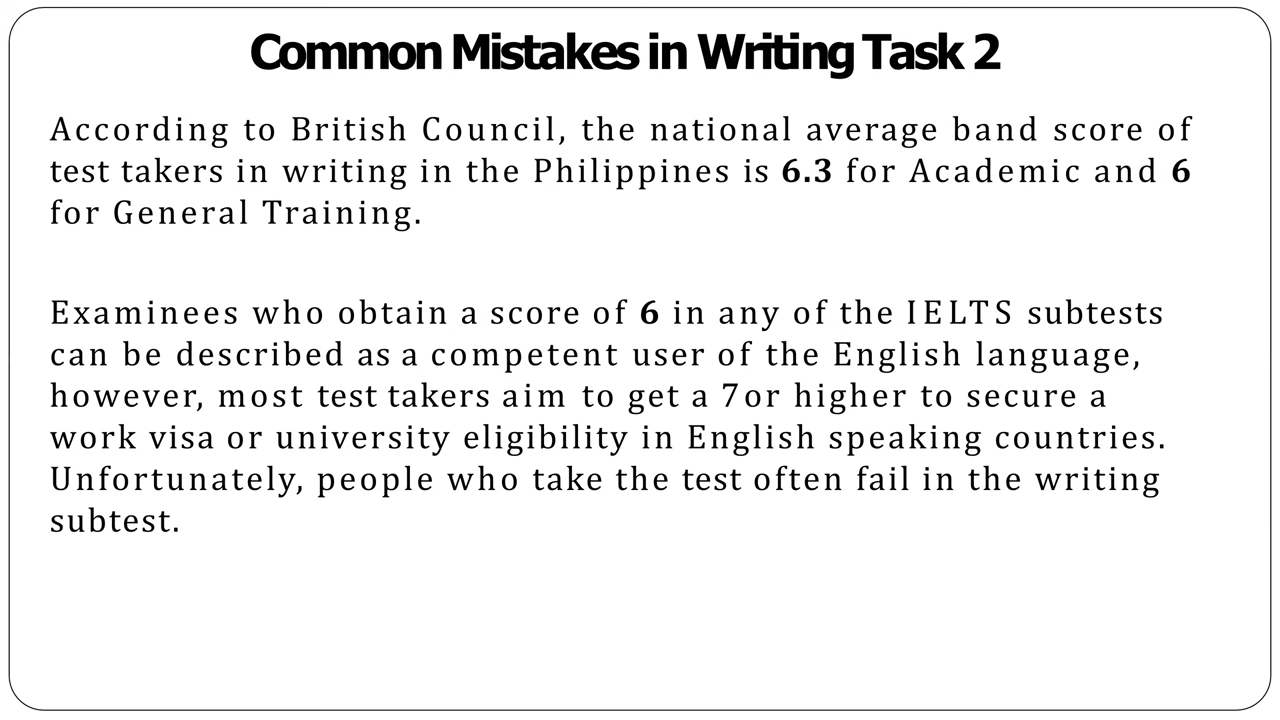 Common Mistakes in Writing Task 2
According to British Council, the national average band score of
test takers in writing in the Philippines is 6.3 for Academic and 6
for General Training.
Examinees who obtain a score of 6 in any of the IELTS subtests
can be described as a competent user of the English language,
however, most test takers aim to get a 7 or higher to secure a
work visa or university eligibility in English speaking countries.
Unfortunately, people who take the test often fail in the writing
subtest.